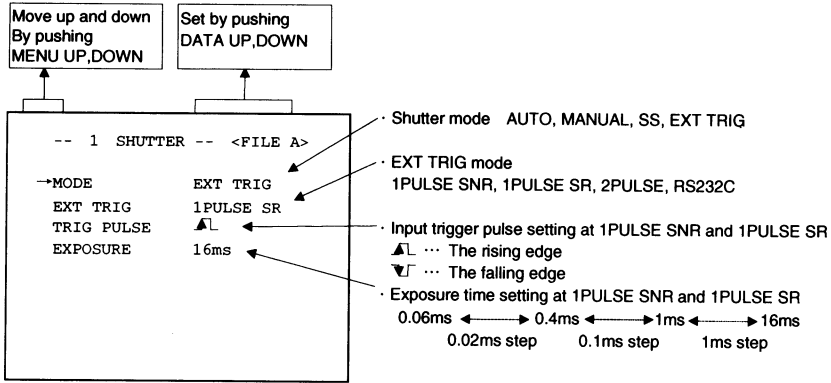 Move up and down
By pushing
MENU UP,DOWN
Set by pushing
DATA UP,DOWN
-- 1 SHUTTER -- <FILE A>
→MODE EXT TRIG
EXT TRIG 1PULSE SR
TRIG PULSE
EXPOSURE 16ms
· Shutter mode AUTO, MANUAL, SS, EXT TRIG
· EXT TRIG mode
1PULSE SNR, 1PULSE SR, 2PULSE, RS232C
· Input trigger pulse setting at 1PULSE SNR and 1PULSE SR
··· The rising edge
··· The falling edge
· Exposure time setting at 1PULSE SNR and 1PULSE SR
0.06ms 0.4ms 1ms 16ms
0.02ms step 0.1ms step 1ms step